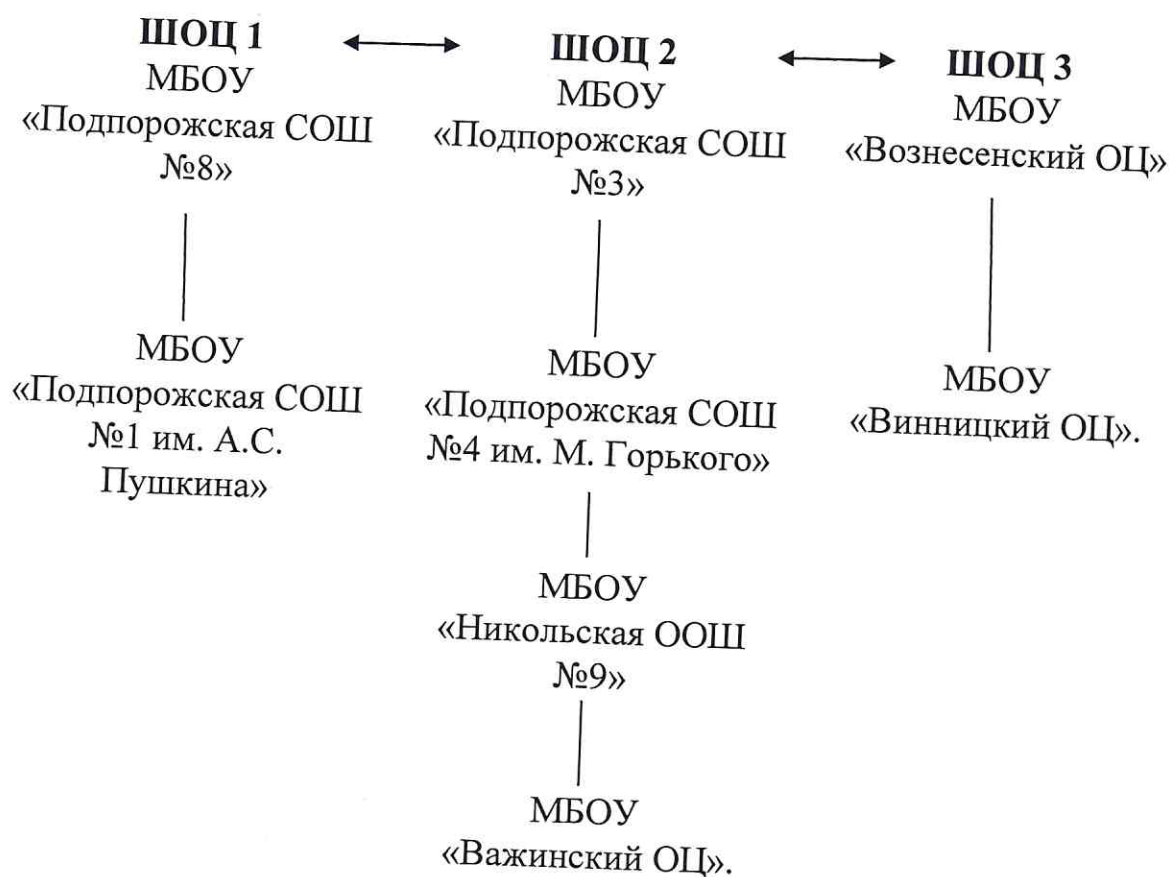 ШОЦ 1
МБОУ
«Подпорожская СОШ
№8»
МБОУ
«Подпорожская СОШ
№1 им. А.С.
Пушкина»
ШОЦ 2
МБОУ
«Подпорожская СОШ
№3»
МБОУ
«Подпорожская СОШ
№4 им. М. Горького»
МБОУ
«Никольская ООШ
№9»
МБОУ
«Важинский ОЦ».
ШОЦ 3
МБОУ
«Вознесенский ОЦ»
МБОУ
«Винницкий ОЦ».